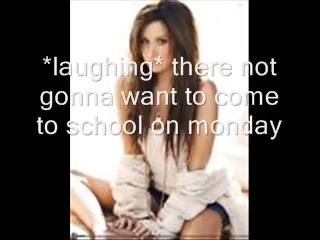 *laughing* there not
gonna want to come
to school on monday